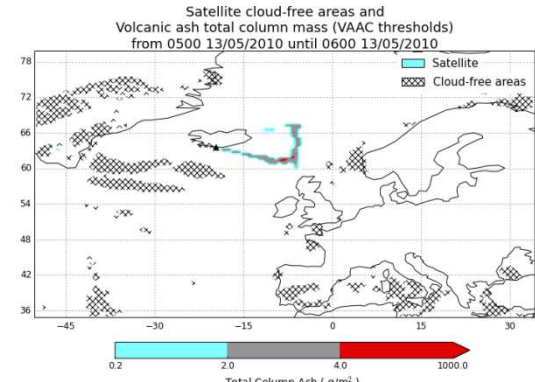 Satellite cloud-free areas and
Volcanic ash total column mass (VAAC thresholds)
from 0500 13/05/2010 until 0600 13/05/2010
78
72
66
60
54
48
42
36
Satellite
Cloud-free areas
−45 −30 −15 0 15 30
0.2 2.0 4.0 1000.0
Total Column Ash ( g/m² )